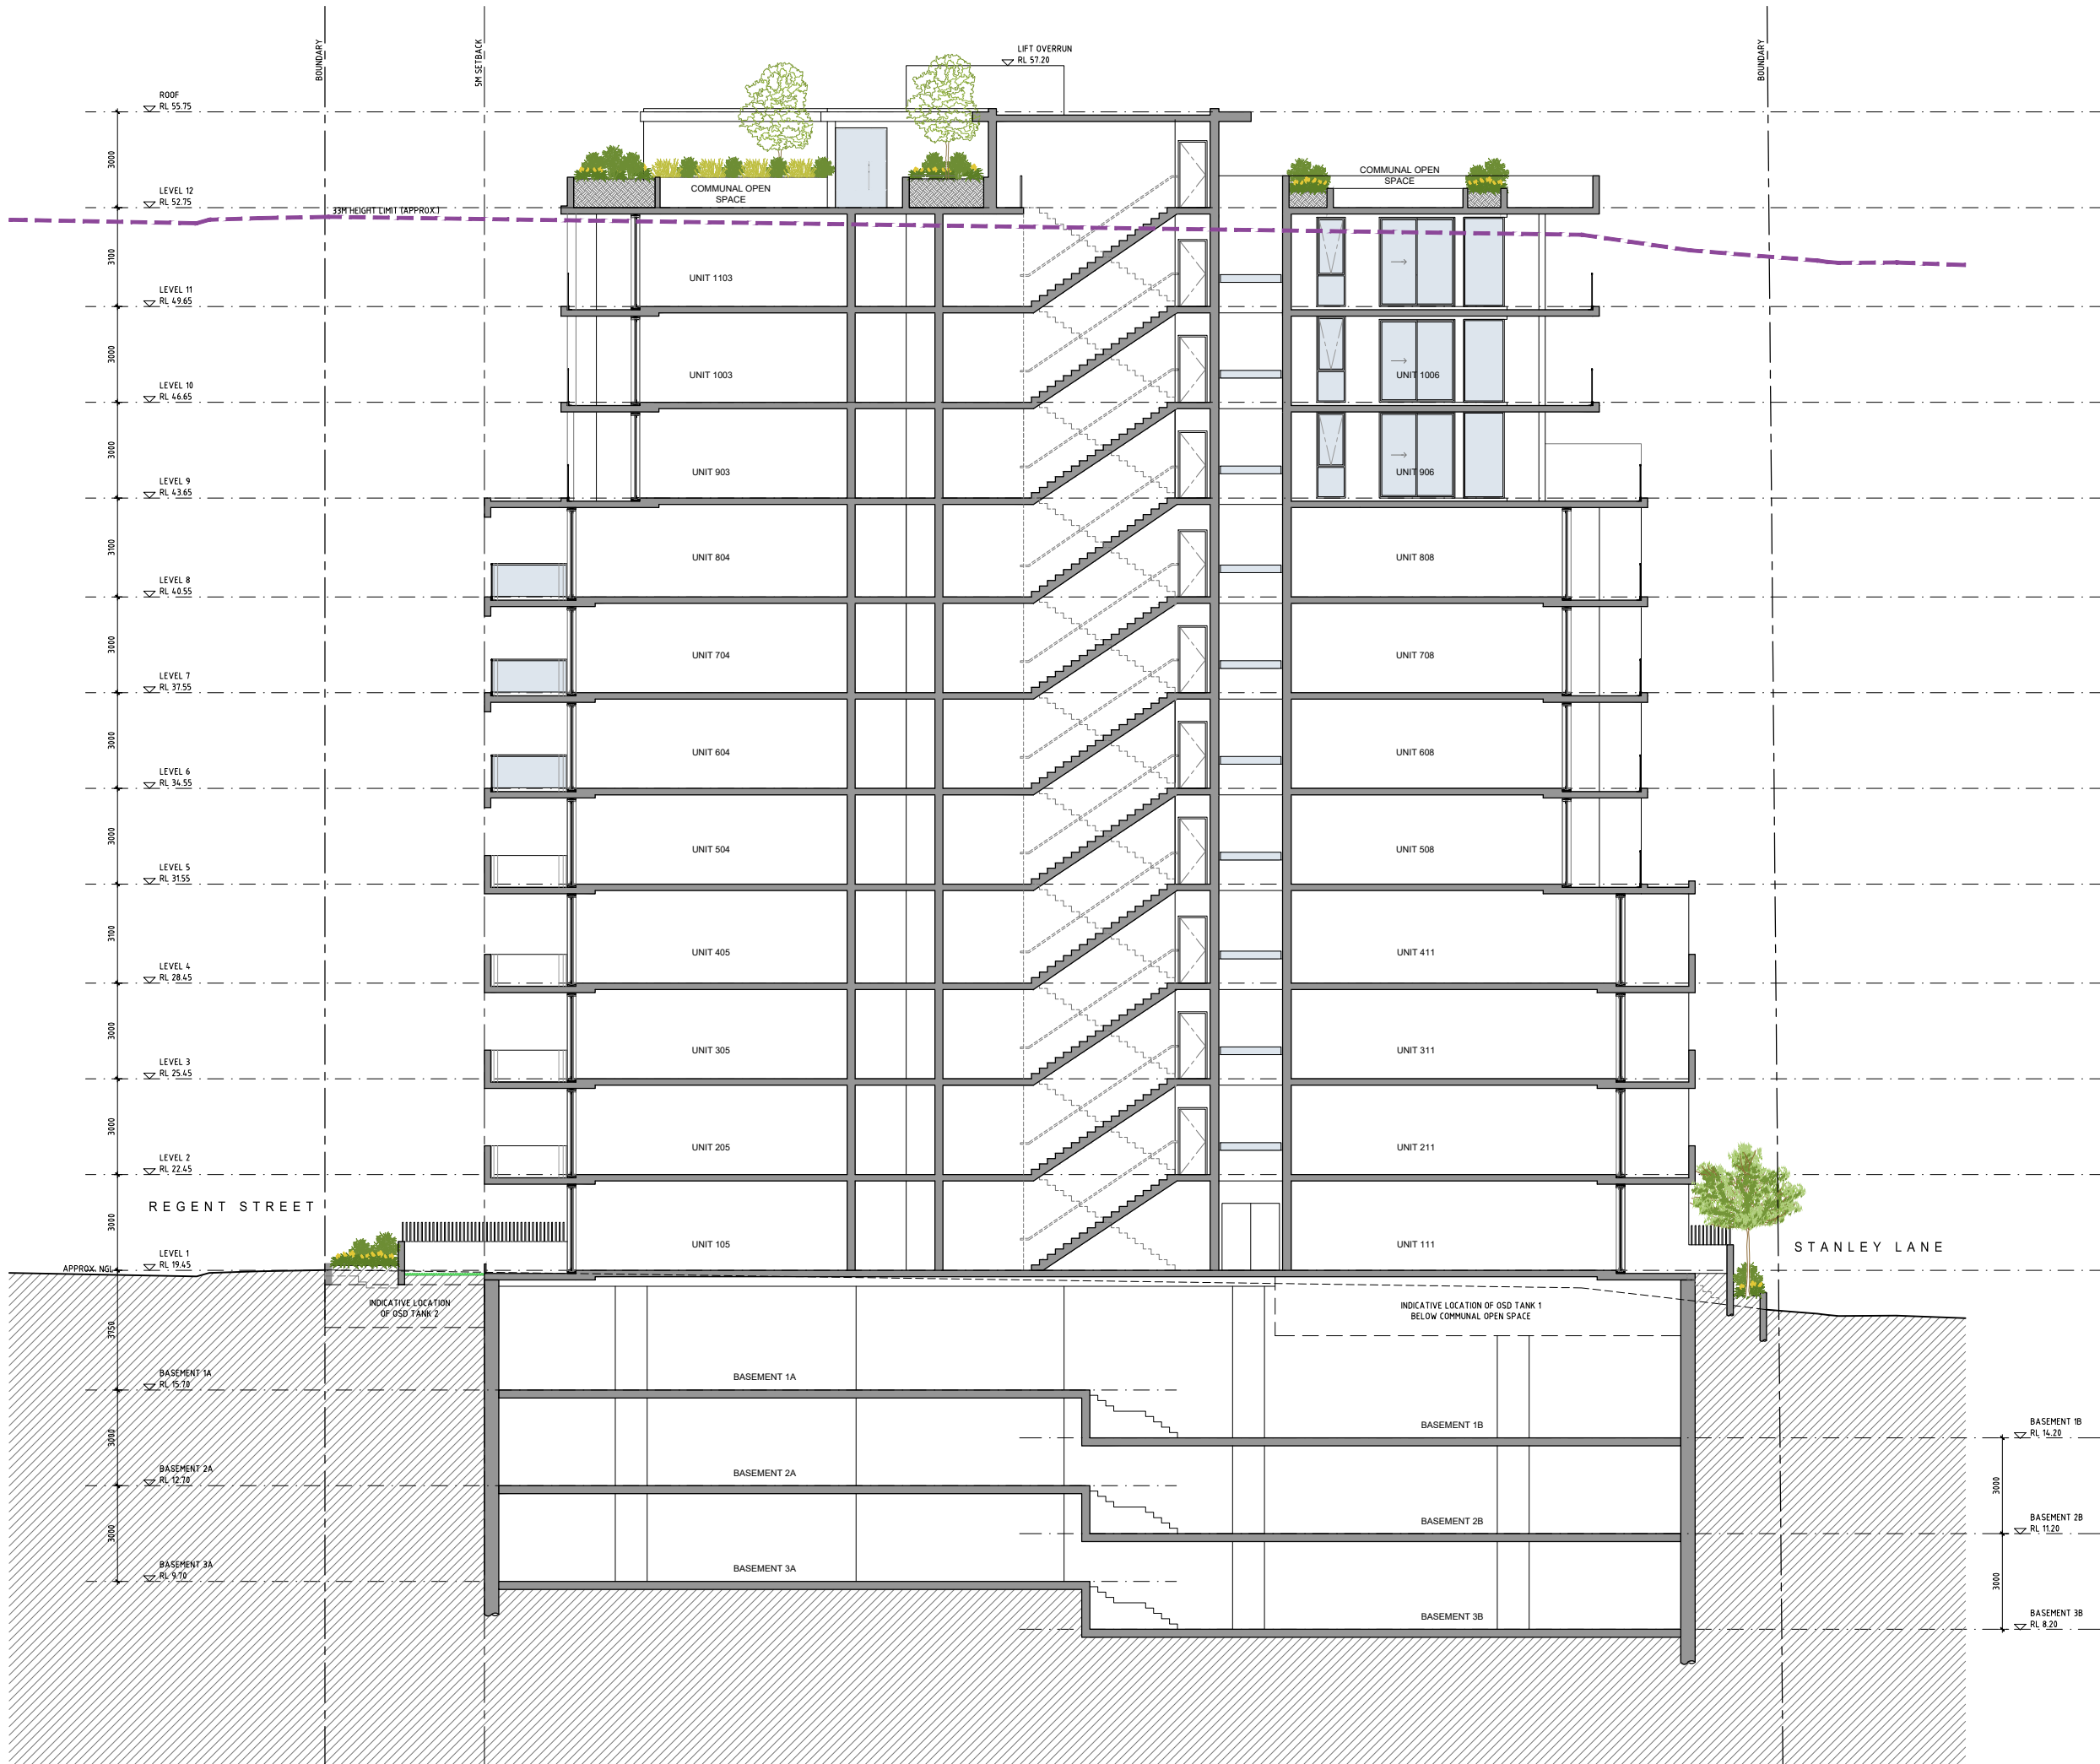 BOUNDARY
5M SETBACK
LIFT OVERRUN
RL 57.20
BOUNDARY
ROOF
RL 55.75
3000
COMMUNAL OPEN
SPACE
COMMUNAL OPEN
SPACE
LEVEL 12
RL 52.75
33M HEIGHT LIMIT (APPROX.)
3100
UNIT 1103
LEVEL 11
RL 49.65
3000
UNIT 1003
UNIT 1006
LEVEL 10
RL 46.65
3000
UNIT 903
UNIT 906
LEVEL 9
RL 43.65
3100
UNIT 804
UNIT 808
LEVEL 8
RL 40.55
3000
UNIT 704
UNIT 708
LEVEL 7
RL 37.55
3000
UNIT 604
UNIT 608
LEVEL 6
RL 34.55
3000
UNIT 504
UNIT 508
LEVEL 5
RL 31.55
3100
UNIT 405
UNIT 411
LEVEL 4
RL 28.45
3000
UNIT 305
UNIT 311
LEVEL 3
RL 25.45
3000
UNIT 205
UNIT 211
LEVEL 2
RL 22.45
REGENT STREET
3000
UNIT 105
UNIT 111
STANLEY LANE
LEVEL 1
RL 19.45
APPROX. NGL
INDICATIVE LOCATION
OF OSD TANK 2
INDICATIVE LOCATION OF OSD TANK 1
BELOW COMMUNAL OPEN SPACE
3750
BASEMENT 1A
RL 15.70
BASEMENT 1A
3000
BASEMENT 1B
BASEMENT 1B
RL 14.20
BASEMENT 2A
RL 12.70
BASEMENT 2A
3000
3000
BASEMENT 2B
BASEMENT 2B
RL 11.20
BASEMENT 3A
RL 9.70
BASEMENT 3A
3000
BASEMENT 3B
BASEMENT 3B
RL 8.20